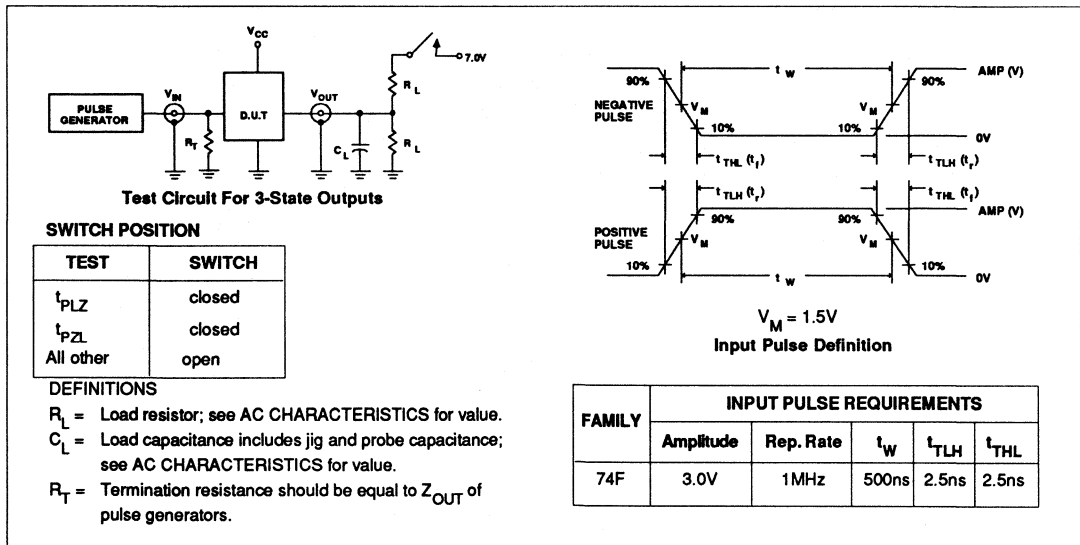 VCC
7.0V
RL
VIN
VOUT
PULSE
GENERATOR
D.U.T
RT
CL
RL
Test Circuit For 3-State Outputs
SWITCH POSITION
TEST SWITCH
tPLZ closed
tPZL closed
All other open
DEFINITIONS
RL = Load resistor; see AC CHARACTERISTICS for value.
CL = Load capacitance includes jig and probe capacitance;
see AC CHARACTERISTICS for value.
RT = Termination resistance should be equal to ZOUT of
pulse generators.
90% tW 90% AMP (V)
NEGATIVE
PULSE
VM VM
10% 10% 0V
tTHL (tf) tTLH (tr)
tTLH (tr) tTHL (tf)
90% 90% AMP (V)
POSITIVE
PULSE
VM VM
10% tW 10% 0V
VM = 1.5V
Input Pulse Definition
FAMILY INPUT PULSE REQUIREMENTS
Amplitude Rep. Rate tW tTLH tTHL
74F 3.0V 1MHz 500ns 2.5ns 2.5ns